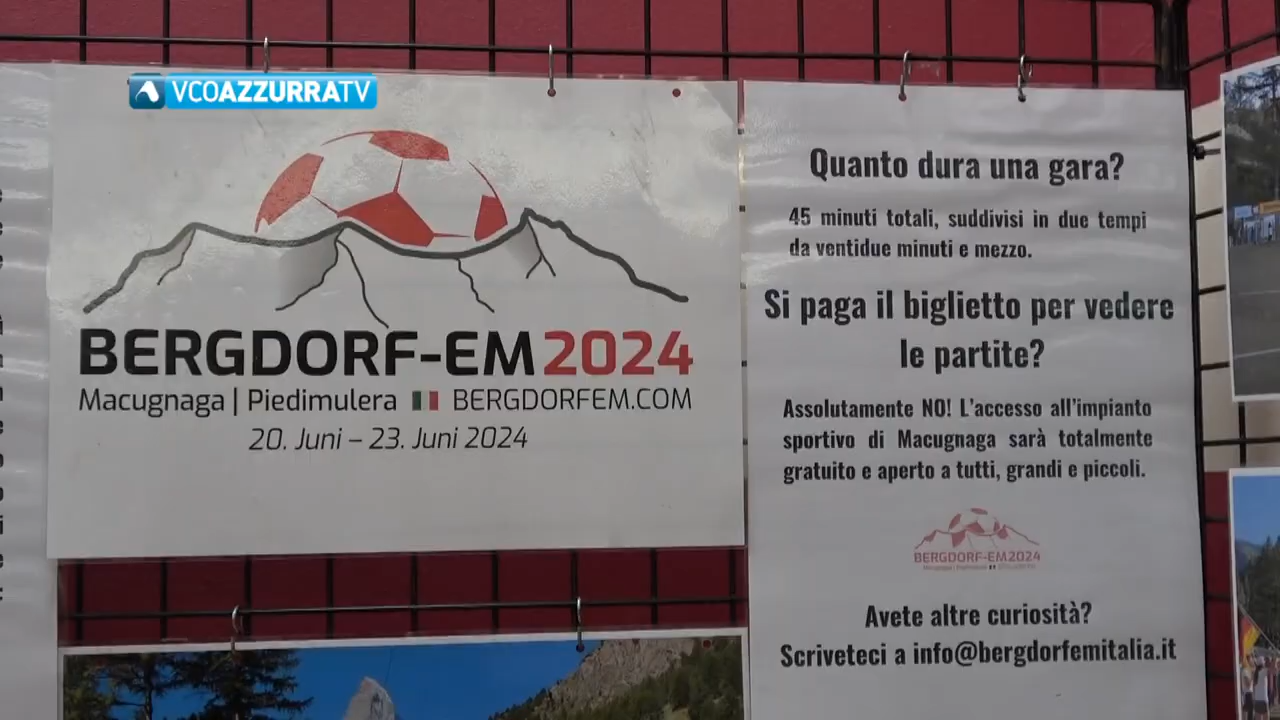 VCOAZZURRATV
BERGDORF-EM 2024
Macugnaga | Piedimulera BERGDORFEM.COM
20. Juni – 23. Juni 2024
Quanto dura una gara?
45 minuti totali, suddivisi in due tempi
da ventidue minuti e mezzo.
Si paga il biglietto per vedere
le partite?
Assolutamente NO! L'accesso all'impianto
sportivo di Macugnaga sarà totalmente
gratuito e aperto a tutti, grandi e piccoli.
BERGDORF-EM2024
Avete altre curiosità?
Scriveteci a info@bergdorfemitalia.it